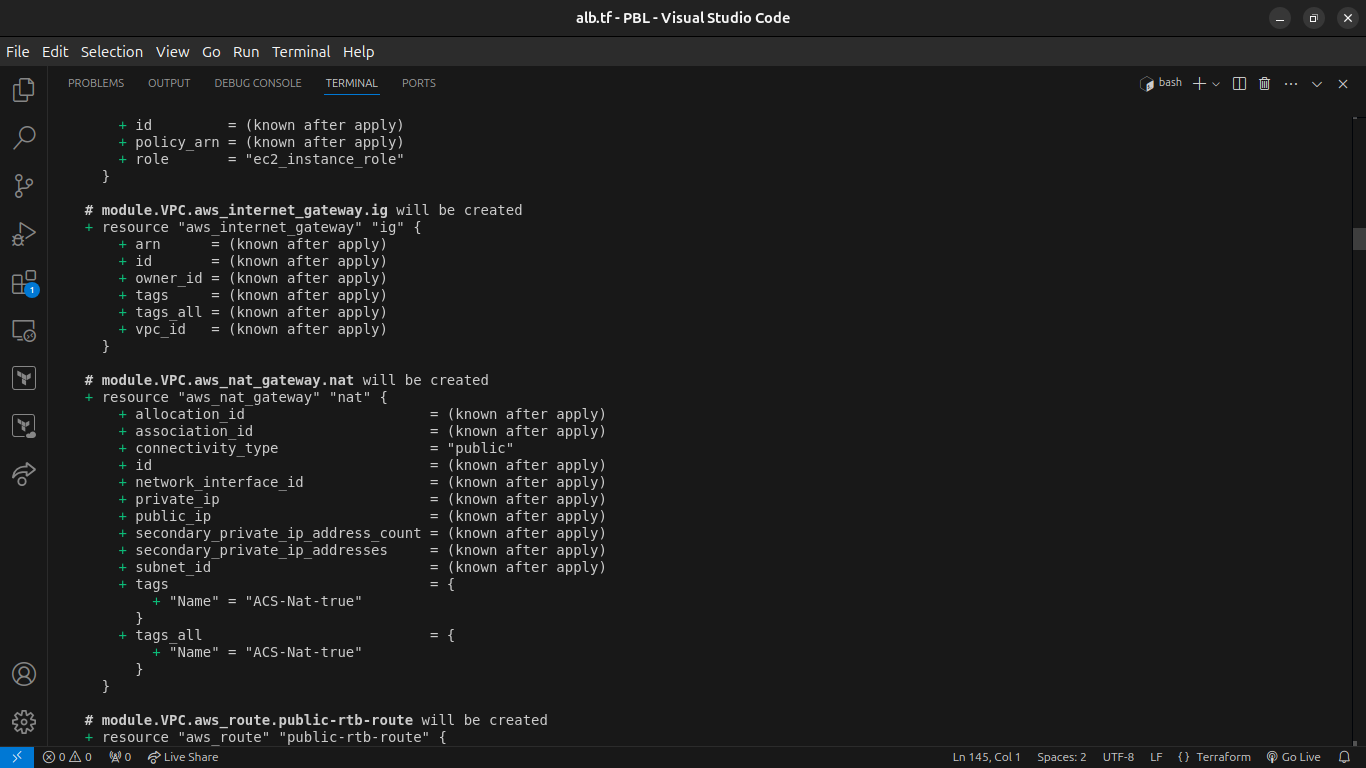 alb.tf - PBL - Visual Studio Code
File Edit Selection View Go Run Terminal Help
PROBLEMS OUTPUT DEBUG CONSOLE TERMINAL PORTS
bash
+ id           = (known after apply)
+ policy_arn = (known after apply)
+ role       = "ec2_instance_role"
}
# module.VPC.aws_internet_gateway.ig will be created
+ resource "aws_internet_gateway" "ig" {
+ arn      = (known after apply)
+ id       = (known after apply)
+ owner_id = (known after apply)
+ tags     = (known after apply)
+ tags_all = (known after apply)
+ vpc_id   = (known after apply)
}
# module.VPC.aws_nat_gateway.nat will be created
+ resource "aws_nat_gateway" "nat" {
+ allocation_id                      = (known after apply)
+ association_id                     = (known after apply)
+ connectivity_type                  = "public"
+ id                                 = (known after apply)
+ network_interface_id               = (known after apply)
+ private_ip                         = (known after apply)
+ public_ip                          = (known after apply)
+ secondary_private_ip_address_count = (known after apply)
+ secondary_private_ip_addresses     = (known after apply)
+ subnet_id                          = (known after apply)
+ tags                               = {
+ "Name" = "ACS-Nat-true"
}
+ tags_all                           = {
+ "Name" = "ACS-Nat-true"
}
}
# module.VPC.aws_route.public-rtb-route will be created
+ resource "aws_route" "public-rtb-route" {
1
0 0 0 Live Share Ln 145, Col 1 Spaces: 2 UTF-8 LF {} Terraform Go Live